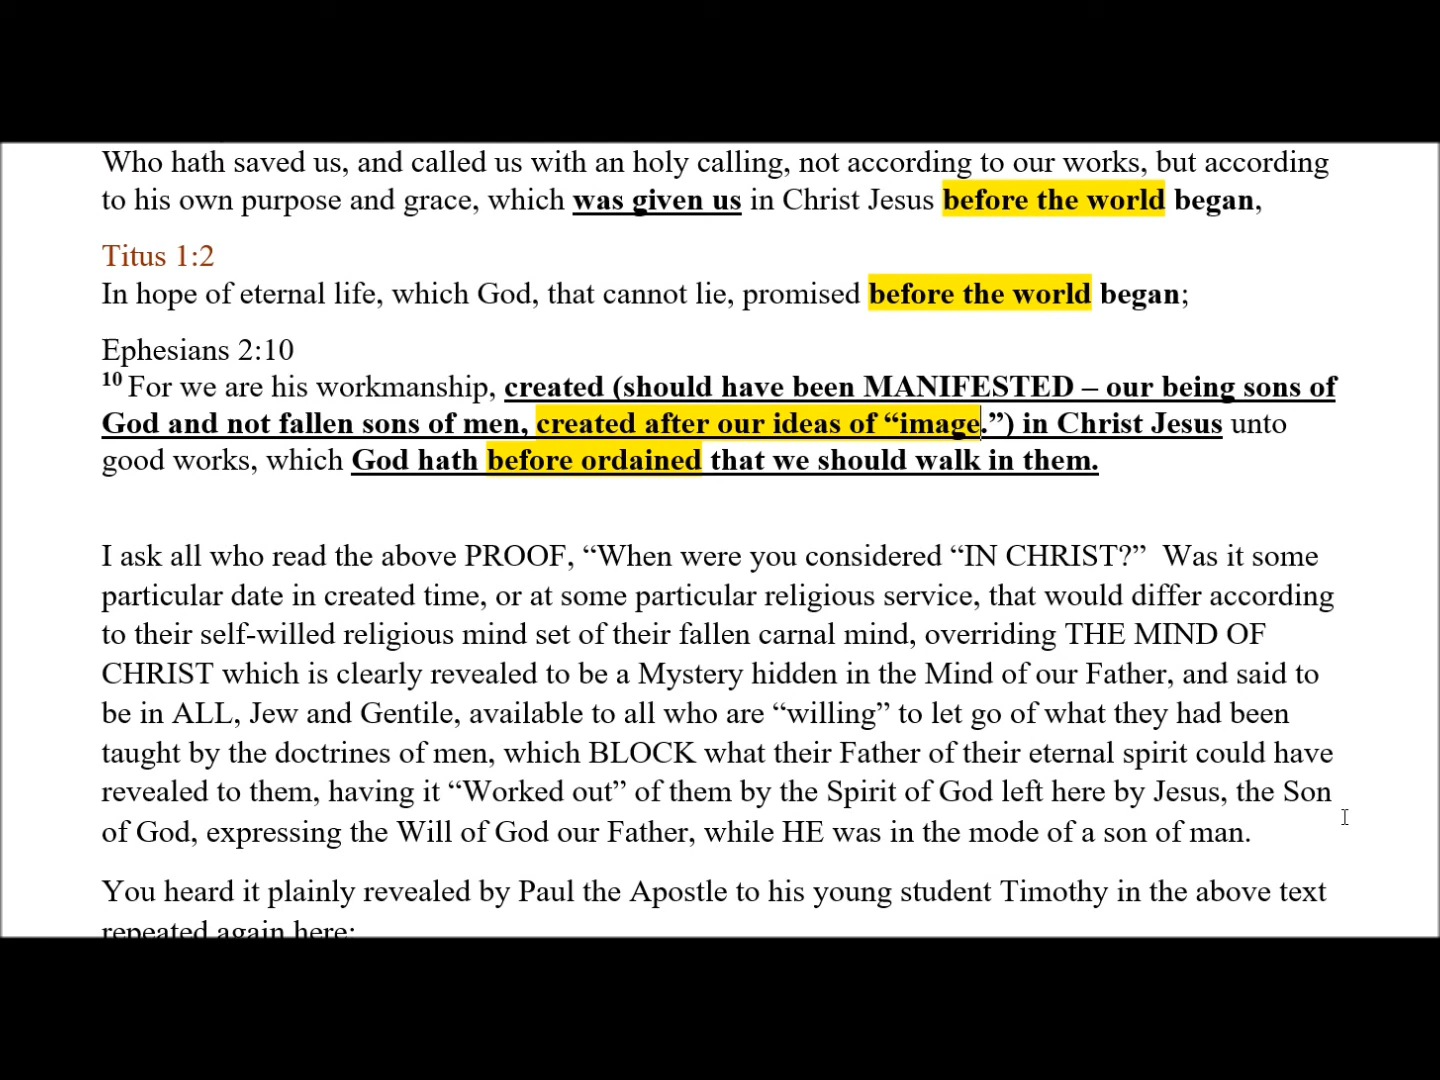 Who hath saved us, and called us with an holy calling, not according to our works, but according
to his own purpose and grace, which was given us in Christ Jesus before the world began,
Titus 1:2
In hope of eternal life, which God, that cannot lie, promised before the world began;
Ephesians 2:10
10 For we are his workmanship, created (should have been MANIFESTED – our being sons of
God and not fallen sons of men, created after our ideas of “image.”) in Christ Jesus unto
good works, which God hath before ordained that we should walk in them.
I ask all who read the above PROOF, “When were you considered “IN CHRIST?”  Was it some
particular date in created time, or at some particular religious service, that would differ according
to their self-willed religious mind set of their fallen carnal mind, overriding THE MIND OF
CHRIST which is clearly revealed to be a Mystery hidden in the Mind of our Father, and said to
be in ALL, Jew and Gentile, available to all who are “willing” to let go of what they had been
taught by the doctrines of men, which BLOCK what their Father of their eternal spirit could have
revealed to them, having it “Worked out” of them by the Spirit of God left here by Jesus, the Son
of God, expressing the Will of God our Father, while HE was in the mode of a son of man.
You heard it plainly revealed by Paul the Apostle to his young student Timothy in the above text
repeated again here: